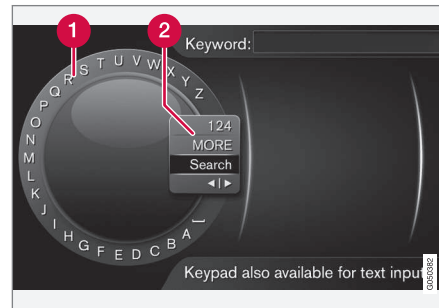 1
2
Keyword:
A B C D E F G H I J K L M N O P Q R S T U V W X Y Z
124
MORE
Search
Keypad also available for text input
G050382